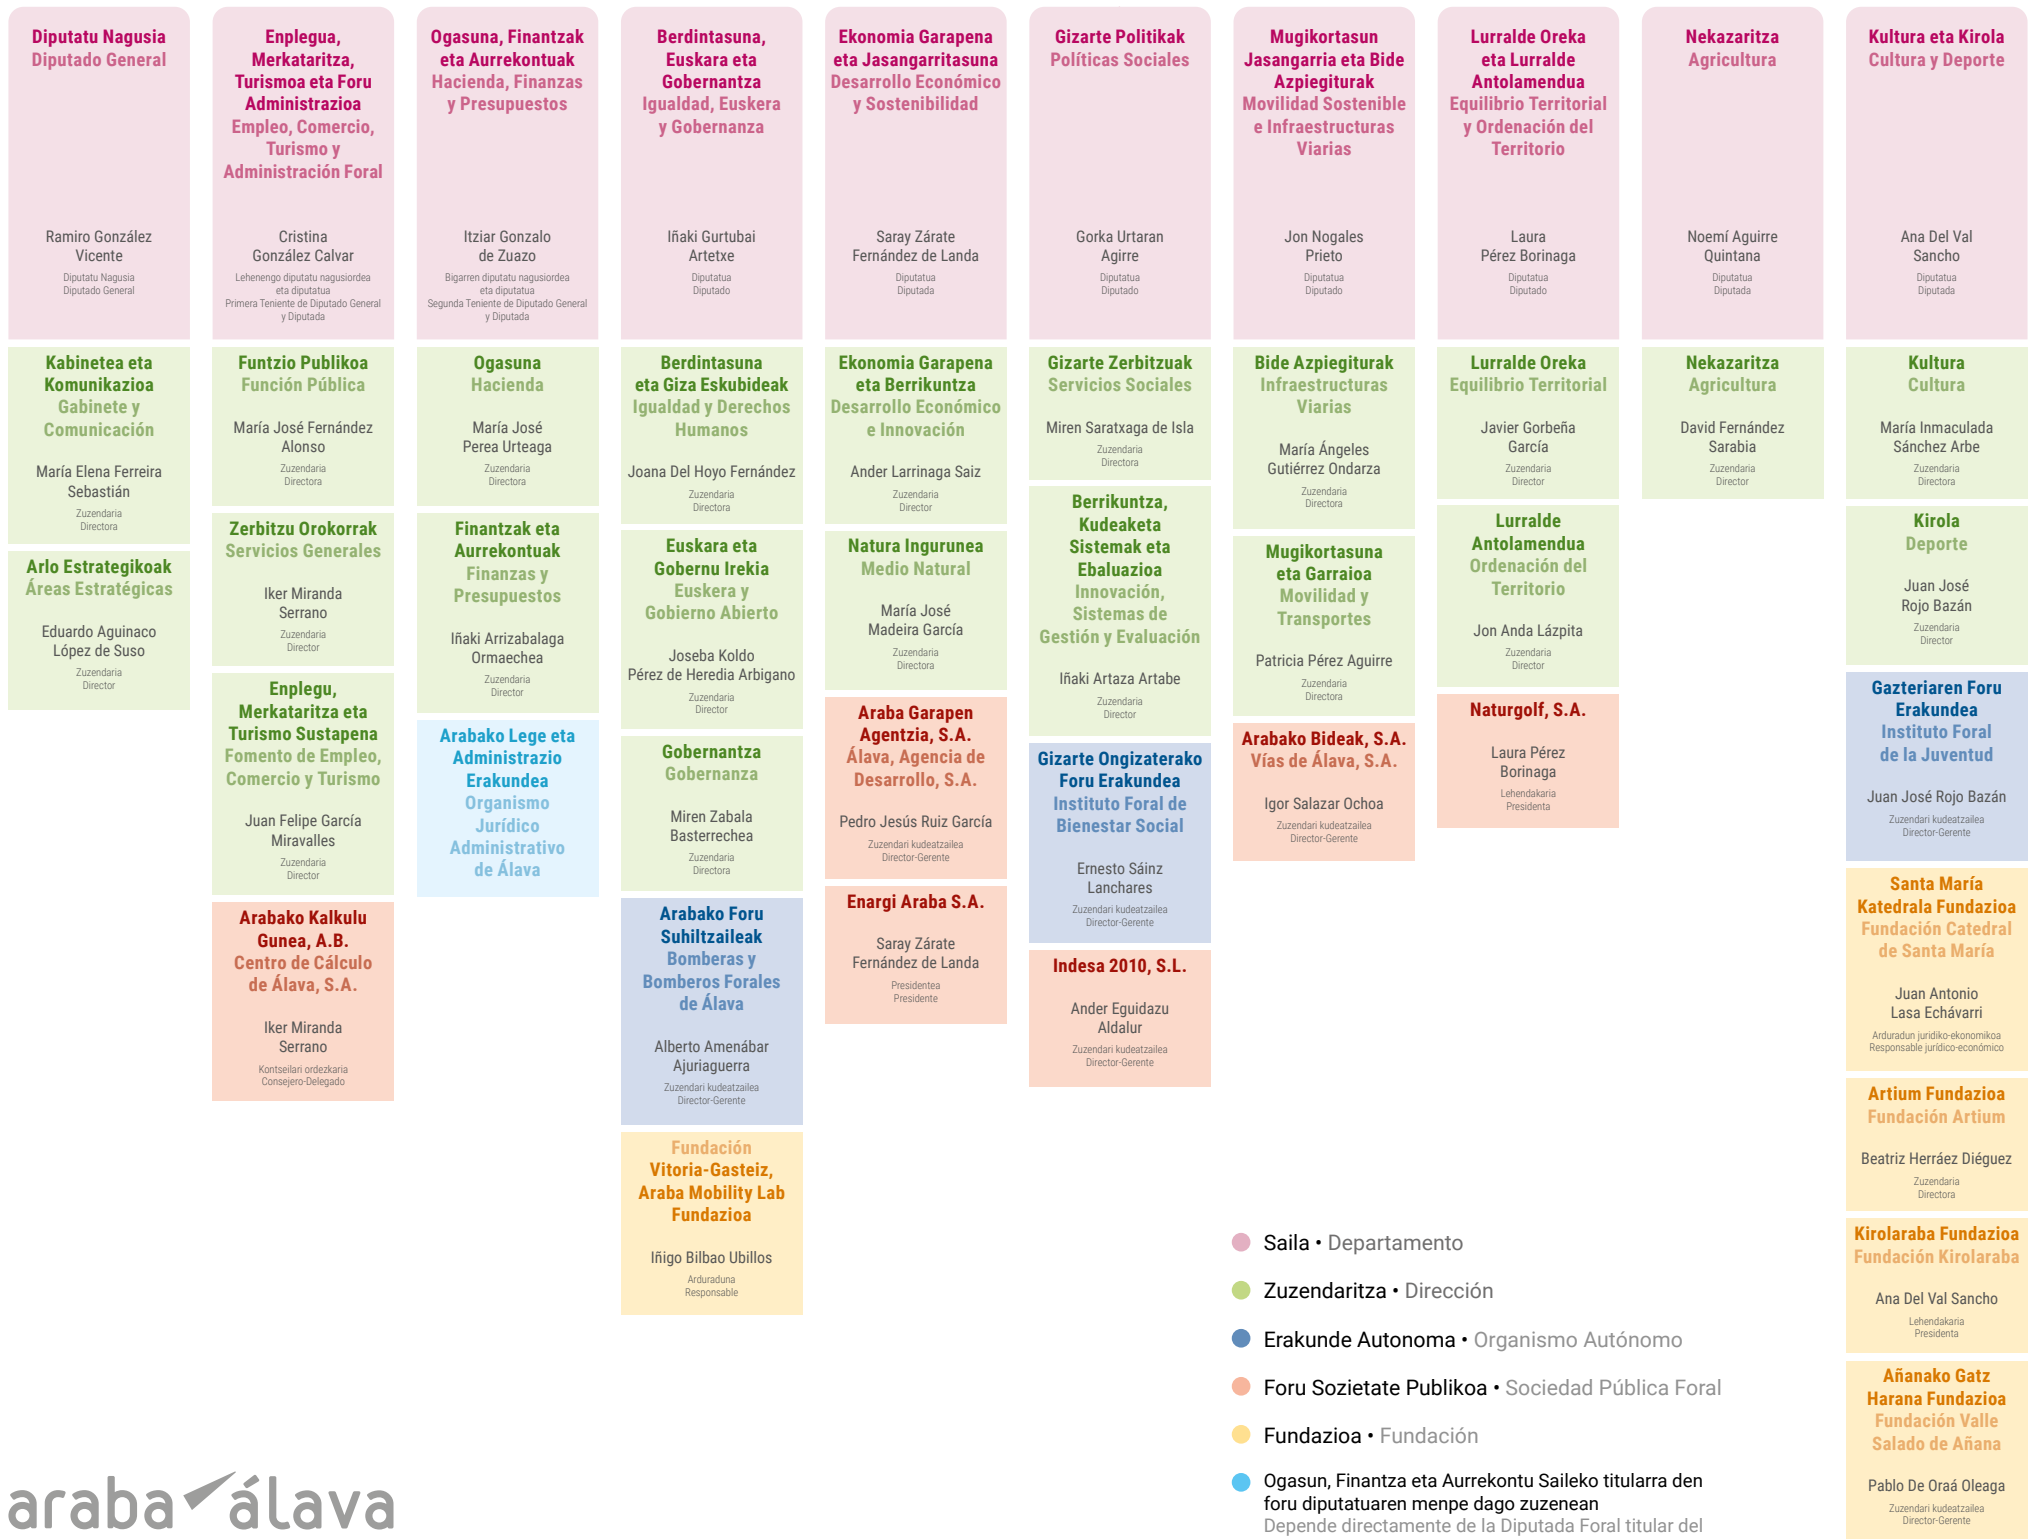 Diputatu Nagusia
Diputado General
Ramiro González
Vicente
Diputatu Nagusia
Diputado General
Kabinetea eta
Komunikazioa
Gabinete y
Comunicación
María Elena Ferreira
Sebastián
Zuzendaria
Directora
Arlo Estrategikoak
Áreas Estratégicas
Eduardo Aguinaco
López de Suso
Zuzendaria
Director
Enplegua,
Merkataritza,
Turismoa eta Foru
Administrazioa
Empleo, Comercio,
Turismo y
Administración Foral
Cristina
González Calvar
Lehenengo diputatu nagusiordea
eta diputatua
Primera Teniente de Diputado General
y Diputada
Funtzio Publikoa
Función Pública
María José Fernández
Alonso
Zuzendaria
Directora
Zerbitzu Orokorrak
Servicios Generales
Iker Miranda
Serrano
Zuzendaria
Director
Enplegu,
Merkataritza eta
Turismo Sustapena
Fomento de Empleo,
Comercio y Turismo
Juan Felipe García
Miravalles
Zuzendaria
Director
Arabako Kalkulu
Gunea, A.B.
Centro de Cálculo
de Álava, S.A.
Iker Miranda
Serrano
Kontseilari ordezkaria
Consejero-Delegado
Ogasuna, Finantzak
eta Aurrekontuak
Hacienda, Finanzas
y Presupuestos
Itziar Gonzalo
de Zuazo
Bigarren diputatu nagusiordea
eta diputatua
Segunda Teniente de Diputado General
y Diputada
Ogasuna
Hacienda
María José
Perea Urteaga
Zuzendaria
Directora
Finantzak eta
Aurrekontuak
Finanzas y
Presupuestos
Iñaki Arrizabalaga
Ormaechea
Zuzendaria
Director
Arabako Lege eta
Administrazio
Erakundea
Organismo
Jurídico
Administrativo
de Álava
Berdintasuna,
Euskara eta
Gobernantza
Igualdad, Euskera
y Gobernanza
Iñaki Gurtubai
Artetxe
Diputatua
Diputado
Berdintasuna
eta Giza Eskubideak
Igualdad y Derechos
Humanos
Joana Del Hoyo Fernández
Zuzendaria
Directora
Euskara eta
Gobernu Irekia
Euskera y
Gobierno Abierto
Joseba Koldo
Pérez de Heredia Arbigano
Zuzendaria
Director
Gobernantza
Gobernanza
Miren Zabala
Basterrechea
Zuzendaria
Directora
Arabako Foru
Suhiltzaileak
Bomberas y
Bomberos Forales
de Álava
Alberto Amenábar
Ajuriaguerra
Zuzendari kudeatzailea
Director-Gerente
Fundación
Vitoria-Gasteiz,
Araba Mobility Lab
Fundazioa
Iñigo Bilbao Ubillos
Arduraduna
Responsable
Ekonomia Garapena
eta Jasangarritasuna
Desarrollo Económico
y Sostenibilidad
Saray Zárate
Fernández de Landa
Diputatua
Diputada
Ekonomia Garapena
eta Berrikuntza
Desarrollo Económico
e Innovación
Ander Larrinaga Saiz
Zuzendaria
Director
Natura Ingurunea
Medio Natural
María José
Madeira García
Zuzendaria
Directora
Araba Garapen
Agentzia, S.A.
Álava, Agencia de
Desarrollo, S.A.
Pedro Jesús Ruiz García
Zuzendari kudeatzailea
Director-Gerente
Enargi Araba S.A.
Saray Zárate
Fernández de Landa
Presidentea
Presidente
Gizarte Politikak
Políticas Sociales
Gorka Urtaran
Agirre
Diputatua
Diputado
Gizarte Zerbitzuak
Servicios Sociales
Miren Saratxaga de Isla
Zuzendaria
Directora
Berrikuntza,
Kudeaketa
Sistemak eta
Ebaluazioa
Innovación,
Sistemas de
Gestión y Evaluación
Iñaki Artaza Artabe
Zuzendaria
Director
Gizarte Ongizaterako
Foru Erakundea
Instituto Foral de
Bienestar Social
Ernesto Sáinz
Lanchares
Zuzendari kudeatzailea
Director-Gerente
Indesa 2010, S.L.
Ander Eguidazu
Aldalur
Zuzendari kudeatzailea
Director-Gerente
Mugikortasun
Jasangarria eta Bide
Azpiegiturak
Movilidad Sostenible
e Infraestructuras
Viarias
Jon Nogales
Prieto
Diputatua
Diputado
Bide Azpiegiturak
Infraestructuras
Viarias
María Ángeles
Gutiérrez Ondarza
Zuzendaria
Directora
Mugikortasuna
eta Garraioa
Movilidad y
Transportes
Patricia Pérez Aguirre
Zuzendaria
Directora
Arabako Bideak, S.A.
Vías de Álava, S.A.
Igor Salazar Ochoa
Zuzendari kudeatzailea
Director-Gerente
Lurralde Oreka
eta Lurralde
Antolamendua
Equilibrio Territorial
y Ordenación del
Territorio
Laura
Pérez Borinaga
Diputatua
Diputado
Lurralde Oreka
Equilibrio Territorial
Javier Gorbeña
García
Zuzendaria
Director
Lurralde
Antolamendua
Ordenación del
Territorio
Jon Anda Lázpita
Zuzendaria
Director
Naturgolf, S.A.
Laura Pérez
Borinaga
Lehendakaria
Presidenta
Nekazaritza
Agricultura
Noemí Aguirre
Quintana
Diputatua
Diputada
Nekazaritza
Agricultura
David Fernández
Sarabia
Zuzendaria
Director
Kultura eta Kirola
Cultura y Deporte
Ana Del Val
Sancho
Diputatua
Diputada
Kultura
Cultura
María Inmaculada
Sánchez Arbe
Zuzendaria
Directora
Kirola
Deporte
Juan José
Rojo Bazán
Zuzendaria
Director
Gazteriaren Foru
Erakundea
Instituto Foral
de la Juventud
Juan José Rojo Bazán
Zuzendari kudeatzailea
Director-Gerente
Santa María
Katedrala Fundazioa
Fundación Catedral
de Santa María
Juan Antonio
Lasa Echávarri
Arduradun juridiko-ekonomikoa
Responsable jurídico-económico
Artium Fundazioa
Fundación Artium
Beatriz Herráez Diéguez
Zuzendaria
Directora
Kirolaraba Fundazioa
Fundación Kirolaraba
Ana Del Val Sancho
Lehendakaria
Presidenta
Añanako Gatz
Harana Fundazioa
Fundación Valle
Salado de Añana
Pablo De Oraá Oleaga
Zuzendari kudeatzailea
Director-Gerente
Saila • Departamento
Zuzendaritza • Dirección
Erakunde Autonoma • Organismo Autónomo
Foru Sozietate Publikoa • Sociedad Pública Foral
Fundazioa • Fundación
Ogasun, Finantza eta Aurrekontu Saileko titularra den
foru diputatuaren menpe dago zuzenean
Depende directamente de la Diputada Foral titular del
araba álava